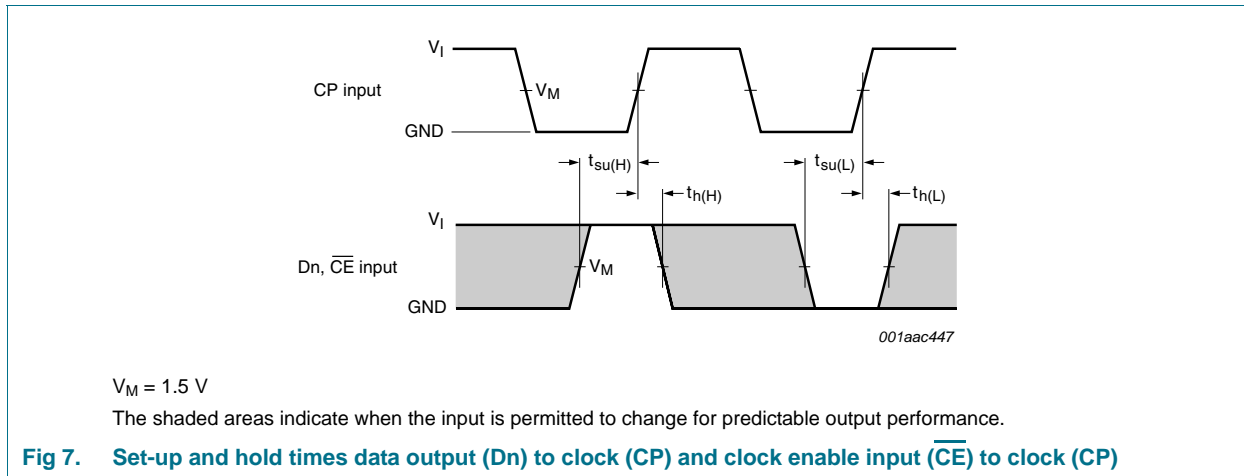 V_I
CP input
V_M
GND
t_su(H)
t_su(L)
t_h(H)
t_h(L)
V_I
Dn, C̅E̅ input
V_M
GND
001aac447
V_M = 1.5 V
The shaded areas indicate when the input is permitted to change for predictable output performance.
Fig 7. Set-up and hold times data output (Dn) to clock (CP) and clock enable input (C̅E̅) to clock (CP)